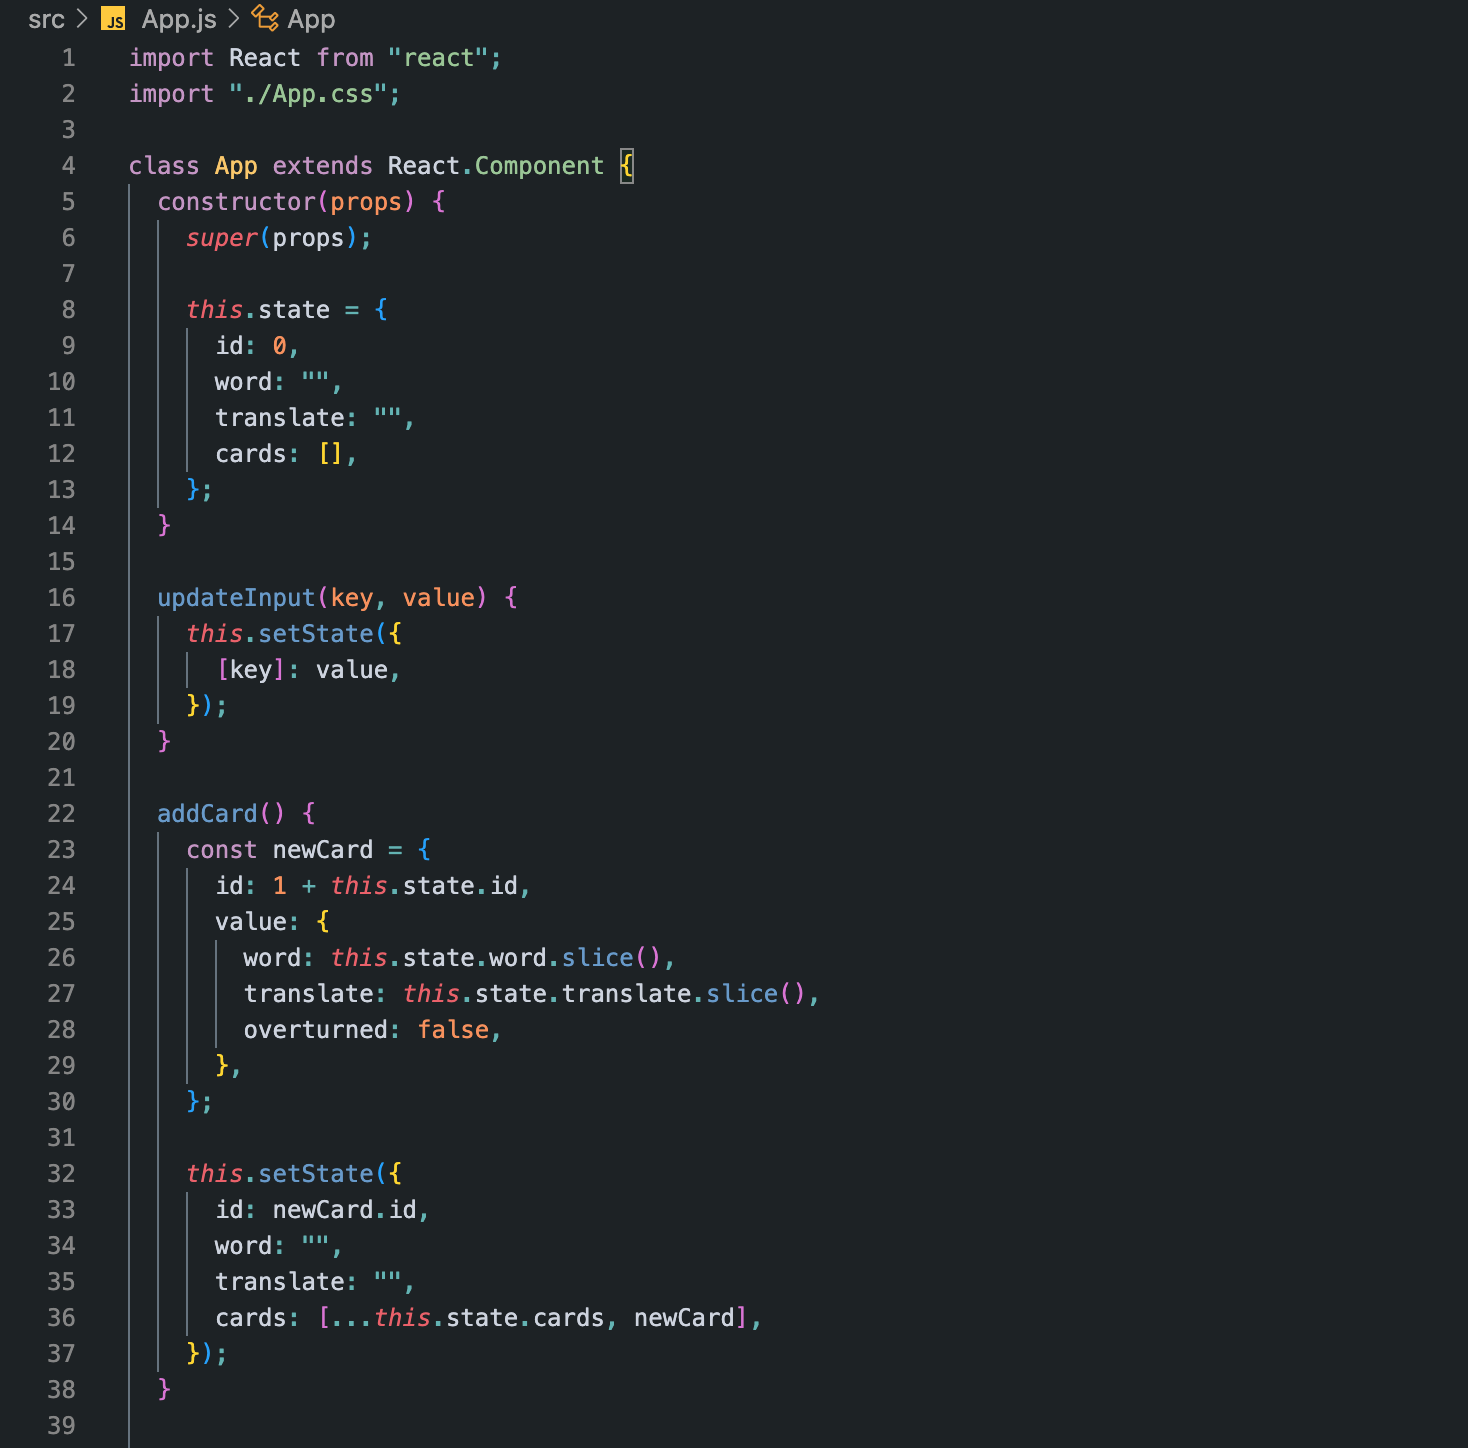 src > JS App.js > App
1 import React from "react";
2 import "./App.css";
3
4 class App extends React.Component {
5   constructor(props) {
6     super(props);
7
8     this.state = {
9       id: 0,
10       word: "",
11       translate: "",
12       cards: [],
13     };
14   }
15
16   updateInput(key, value) {
17     this.setState({
18       [key]: value,
19     });
20   }
21
22   addCard() {
23     const newCard = {
24       id: 1 + this.state.id,
25       value: {
26         word: this.state.word.slice(),
27         translate: this.state.translate.slice(),
28         overturned: false,
29       },
30     };
31
32     this.setState({
33       id: newCard.id,
34       word: "",
35       translate: "",
36       cards: [...this.state.cards, newCard],
37     });
38   }
39